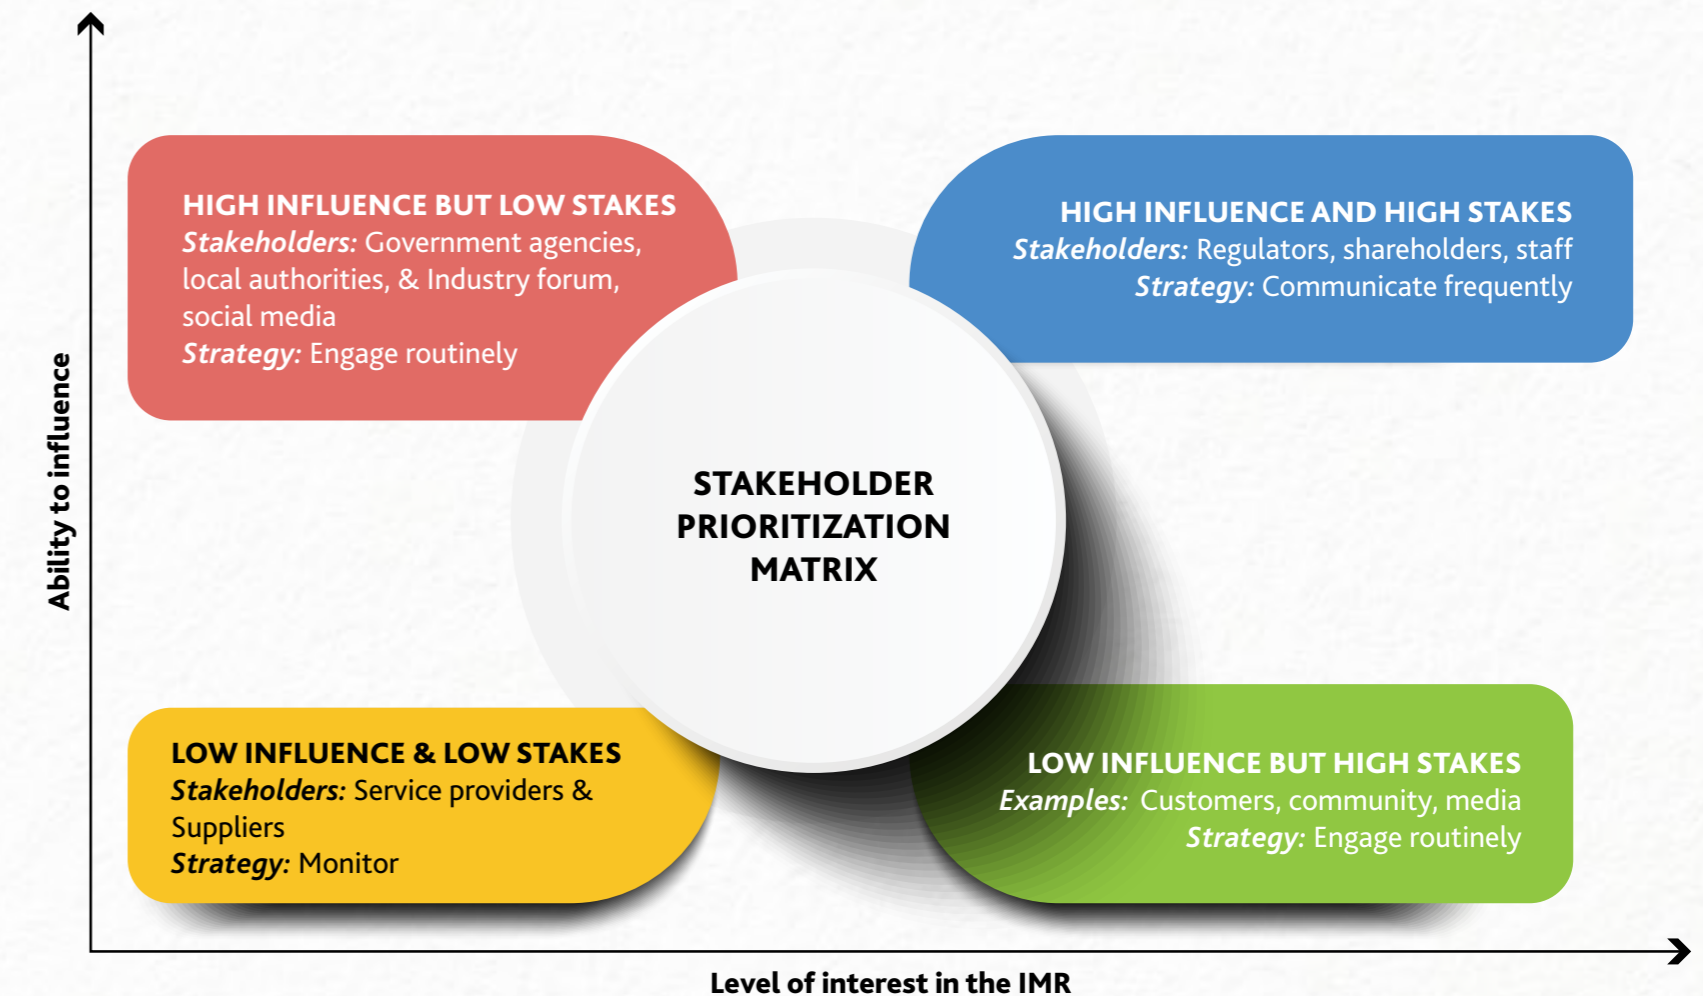 HIGH INFLUENCE BUT LOW STAKES
Stakeholders: Government agencies,
local authorities, & Industry forum,
social media
Strategy: Engage routinely
HIGH INFLUENCE AND HIGH STAKES
Stakeholders: Regulators, shareholders, staff
Strategy: Communicate frequently
Ability to influence
STAKEHOLDER
PRIORITIZATION
MATRIX
LOW INFLUENCE & LOW STAKES
Stakeholders: Service providers &
Suppliers
Strategy: Monitor
LOW INFLUENCE BUT HIGH STAKES
Examples: Customers, community, media
Strategy: Engage routinely
Level of interest in the IMR